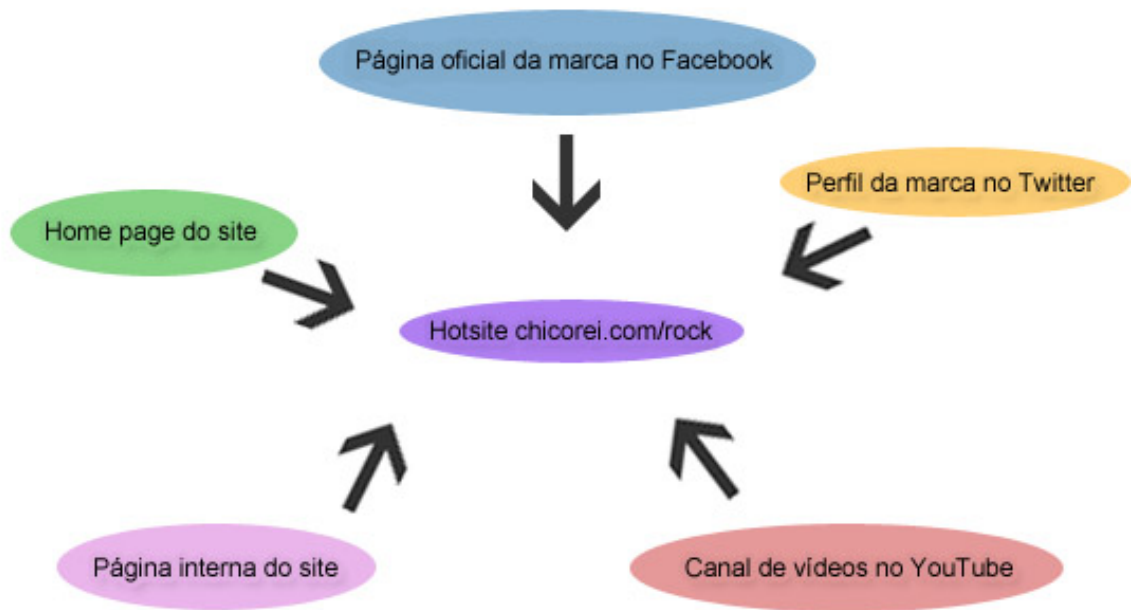 Página oficial da marca no Facebook
Perfil da marca no Twitter
Home page do site
Hotsite chicorei.com/rock
Página interna do site
Canal de vídeos no YouTube